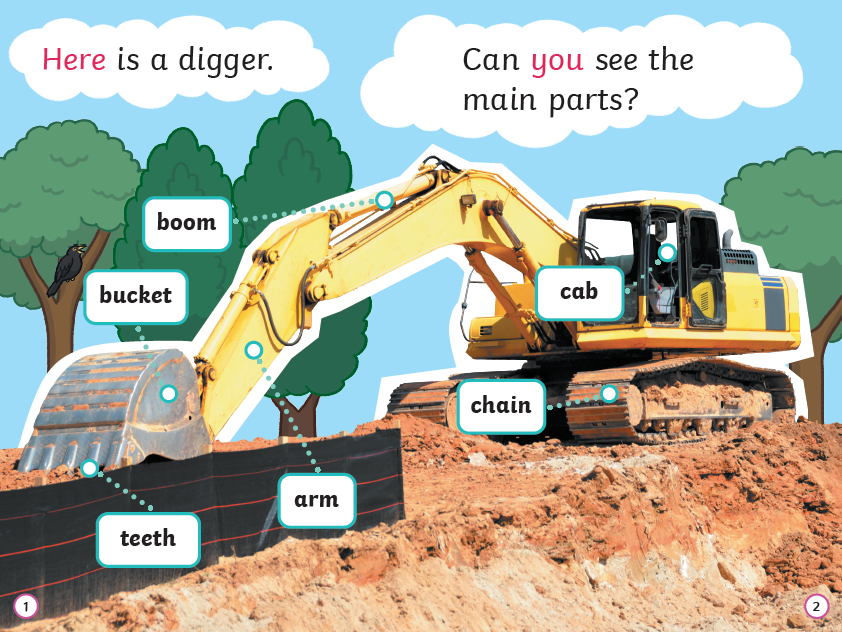 Here is a digger.
Can you see the
main parts?
boom
bucket
cab
chain
arm
teeth
1
2